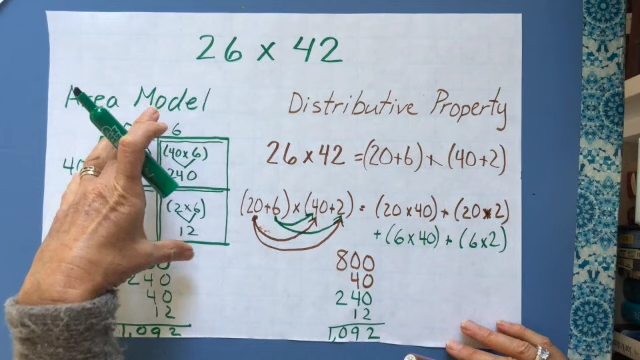 26 x 42
Area Model
6
40
(40x6)
240
(2x6)
12
240
40
12
1,092
Distributive Property
26 x 42 = (20+6) x (40+2)
(20+6) x (40+2) = (20x40) + (20x2)
+ (6x40) + (6x2)
800
40
240
12
1,092